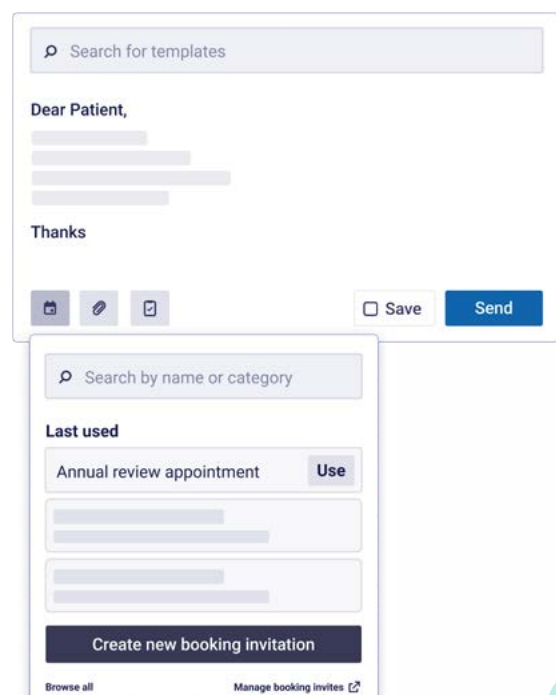 Search for templates
Dear Patient,
Thanks
Save
Send
Search by name or category
Last used
Annual review appointment
Use
Create new booking invitation
Browse all
Manage booking invites